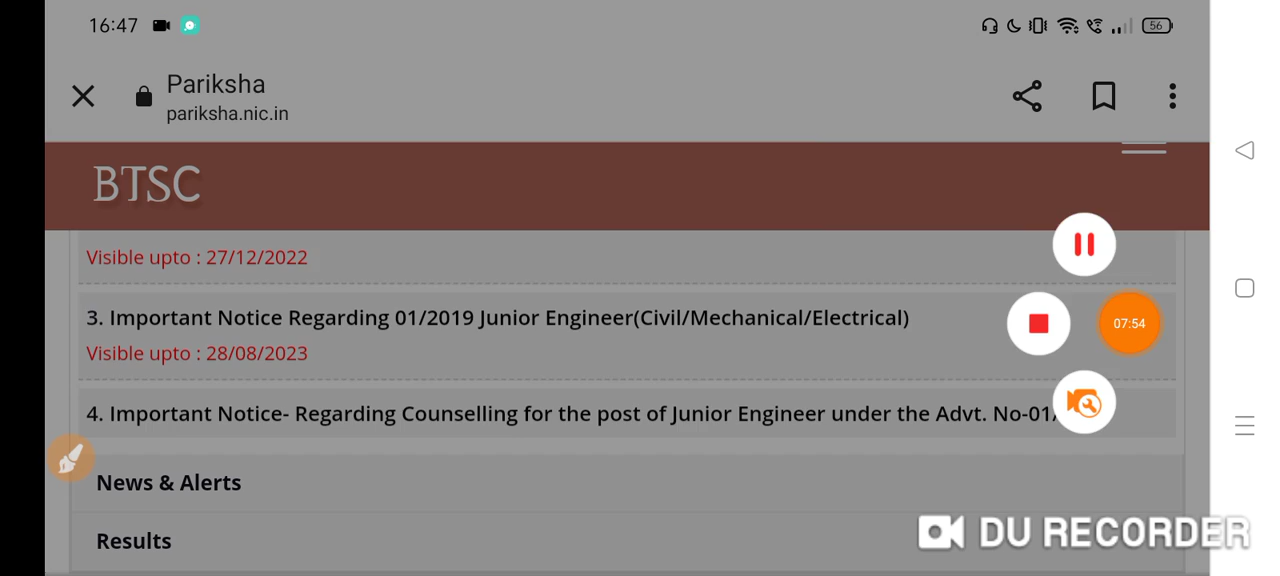 16:47
56
Pariksha
pariksha.nic.in
BTSC
Visible upto : 27/12/2022
3. Important Notice Regarding 01/2019 Junior Engineer(Civil/Mechanical/Electrical)
Visible upto : 28/08/2023
07:54
4. Important Notice- Regarding Counselling for the post of Junior Engineer under the Advt. No-01/
News & Alerts
Results
DU RECORDER